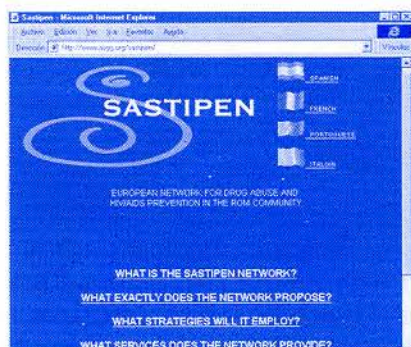 Sastipen - Microsoft Internet Explorer
Archivo Edición Ver Ir a Favoritos Ayuda
Dirección
Vínculos
SASTIPEN
SPANISH
FRENCH
PORTUGUESE
ITALIAN
EUROPEAN NETWORK FOR DRUG ABUSE AND
HIV/AIDS PREVENTION IN THE ROM COMMUNITY
WHAT IS THE SASTIPEN NETWORK?
WHAT EXACTLY DOES THE NETWORK PROPOSE?
WHAT STRATEGIES WILL IT EMPLOY?
WHAT SERVICES DOES THE NETWORK PROVIDE?